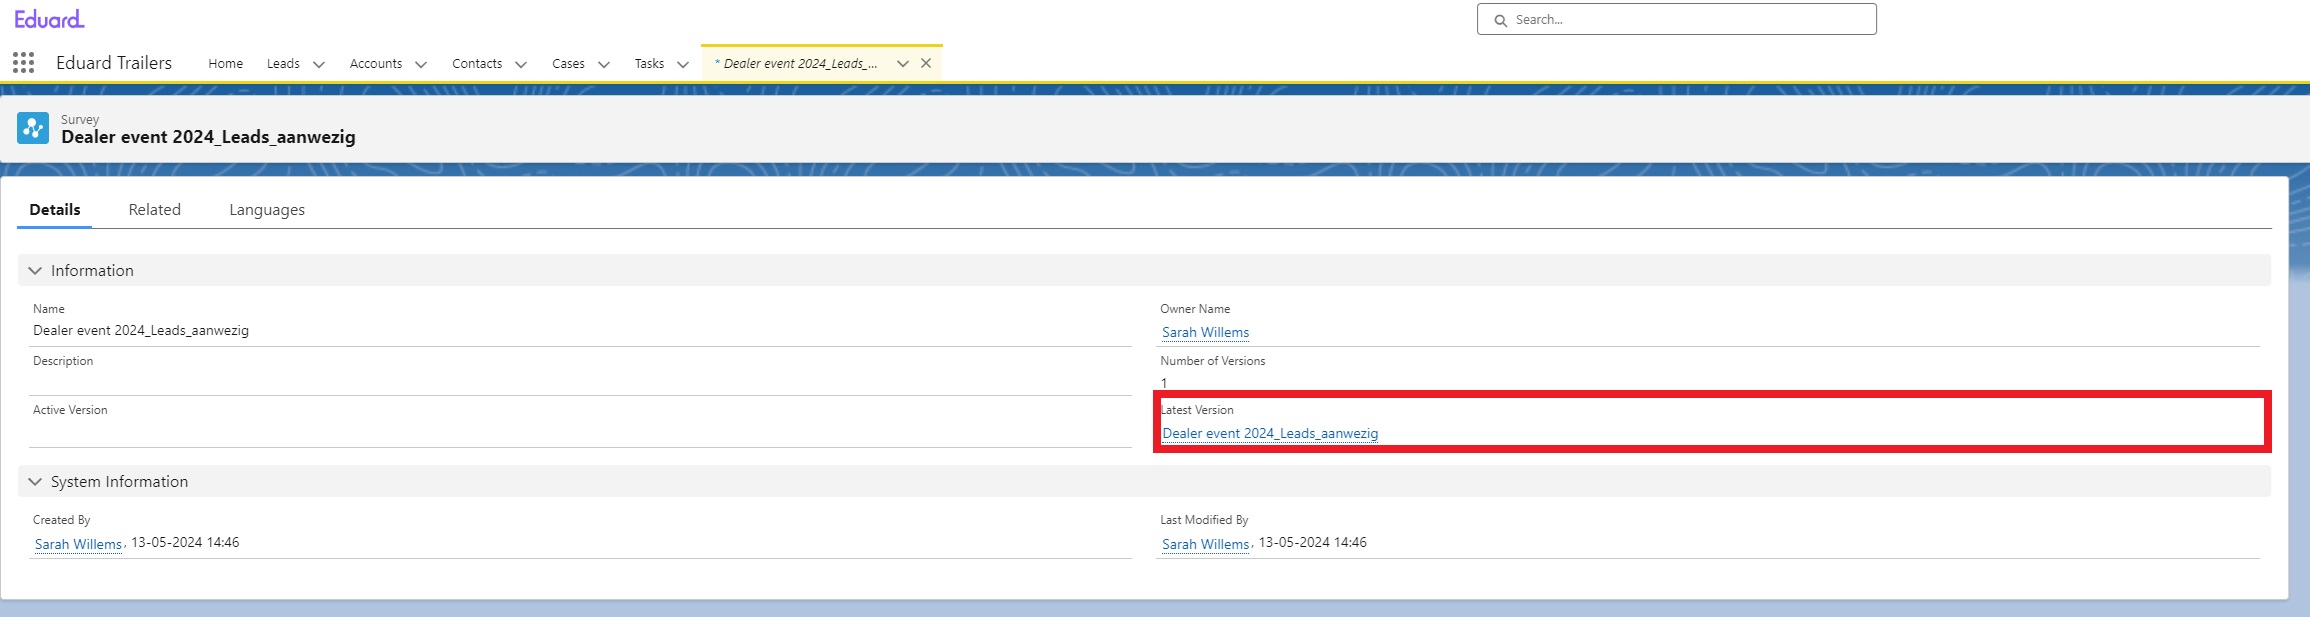 Eduard
Search...
Eduard Trailers Home Leads Accounts Contacts Cases Tasks * Dealer event 2024_Leads_...
Survey
Dealer event 2024_Leads_aanwezig
Details Related Languages
Information
Name
Dealer event 2024_Leads_aanwezig
Owner Name
Sarah Willems
Description
Number of Versions
1
Active Version
Latest Version
Dealer event 2024_Leads_aanwezig
System Information
Created By
Sarah Willems, 13-05-2024 14:46
Last Modified By
Sarah Willems, 13-05-2024 14:46